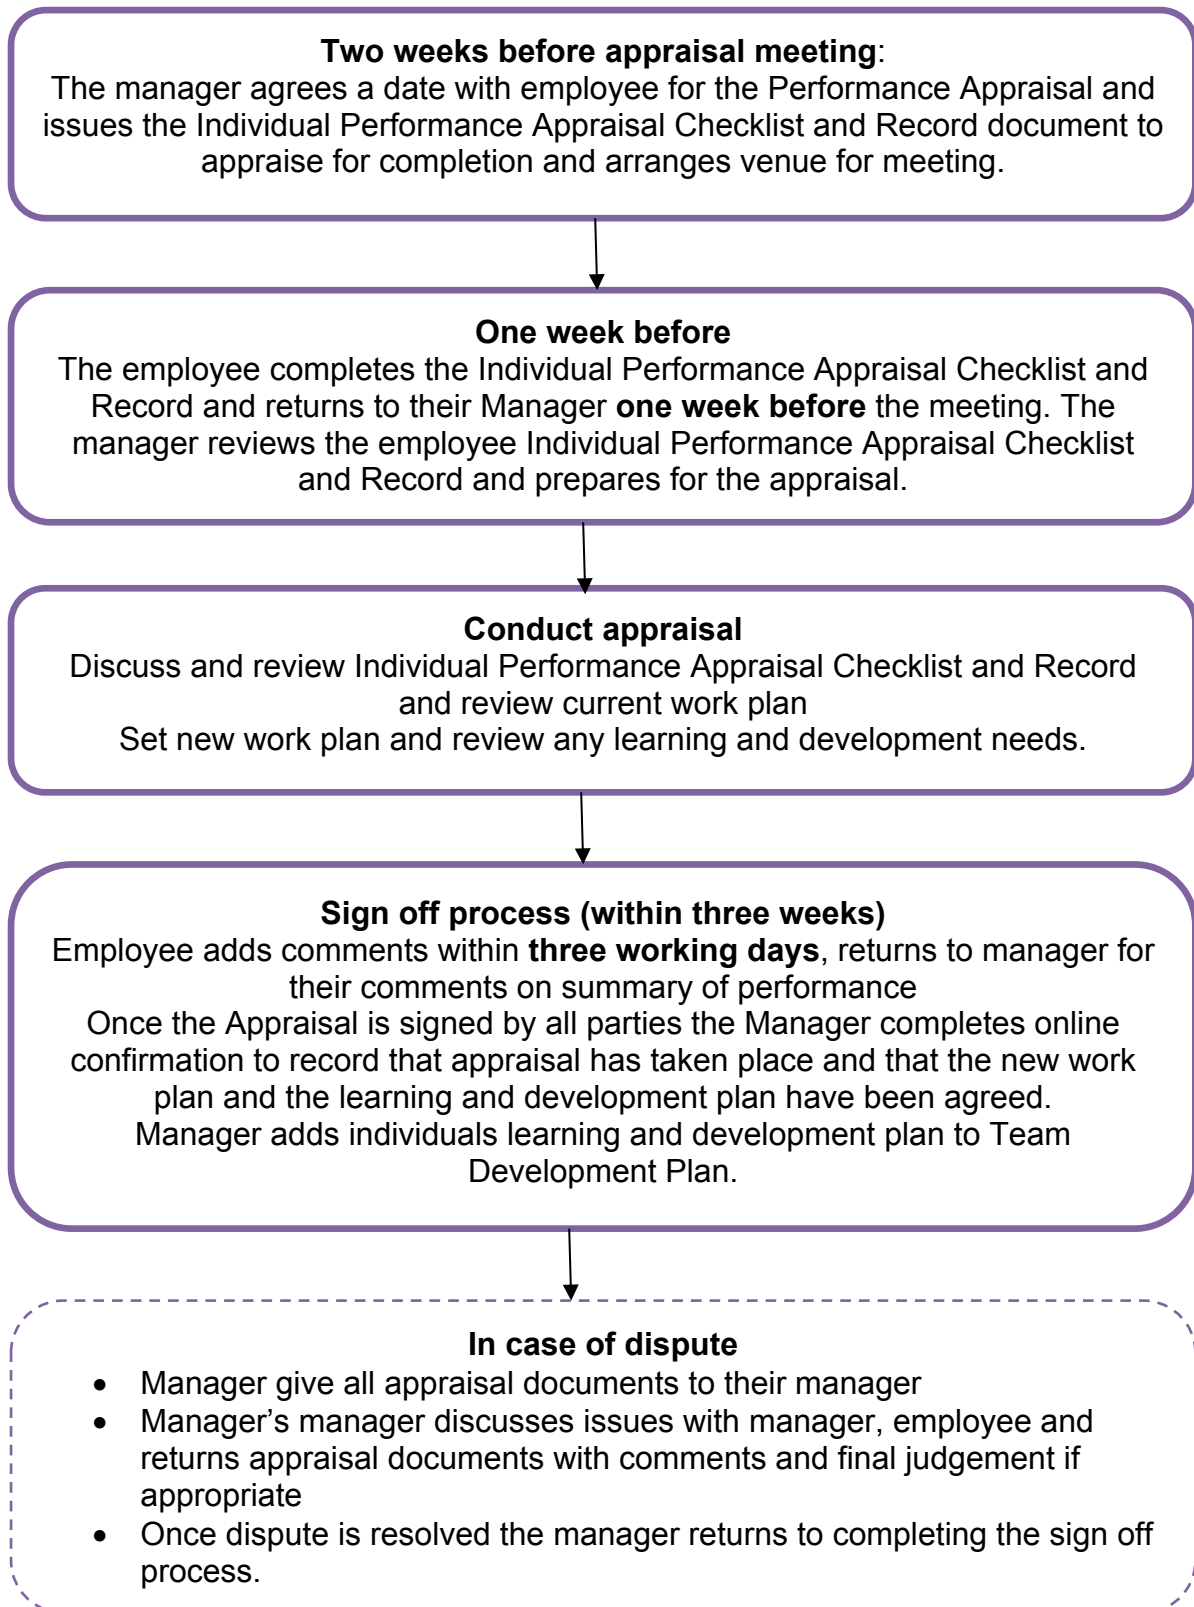 Two weeks before appraisal meeting:
The manager agrees a date with employee for the Performance Appraisal and
issues the Individual Performance Appraisal Checklist and Record document to
appraise for completion and arranges venue for meeting.
One week before
The employee completes the Individual Performance Appraisal Checklist and
Record and returns to their Manager one week before the meeting. The
manager reviews the employee Individual Performance Appraisal Checklist
and Record and prepares for the appraisal.
Conduct appraisal
Discuss and review Individual Performance Appraisal Checklist and Record
and review current work plan
Set new work plan and review any learning and development needs.
Sign off process (within three weeks)
Employee adds comments within three working days, returns to manager for
their comments on summary of performance
Once the Appraisal is signed by all parties the Manager completes online
confirmation to record that appraisal has taken place and that the new work
plan and the learning and development plan have been agreed.
Manager adds individuals learning and development plan to Team
Development Plan.
In case of dispute
• Manager give all appraisal documents to their manager
• Manager’s manager discusses issues with manager, employee and
returns appraisal documents with comments and final judgement if
appropriate
• Once dispute is resolved the manager returns to completing the sign off
process.